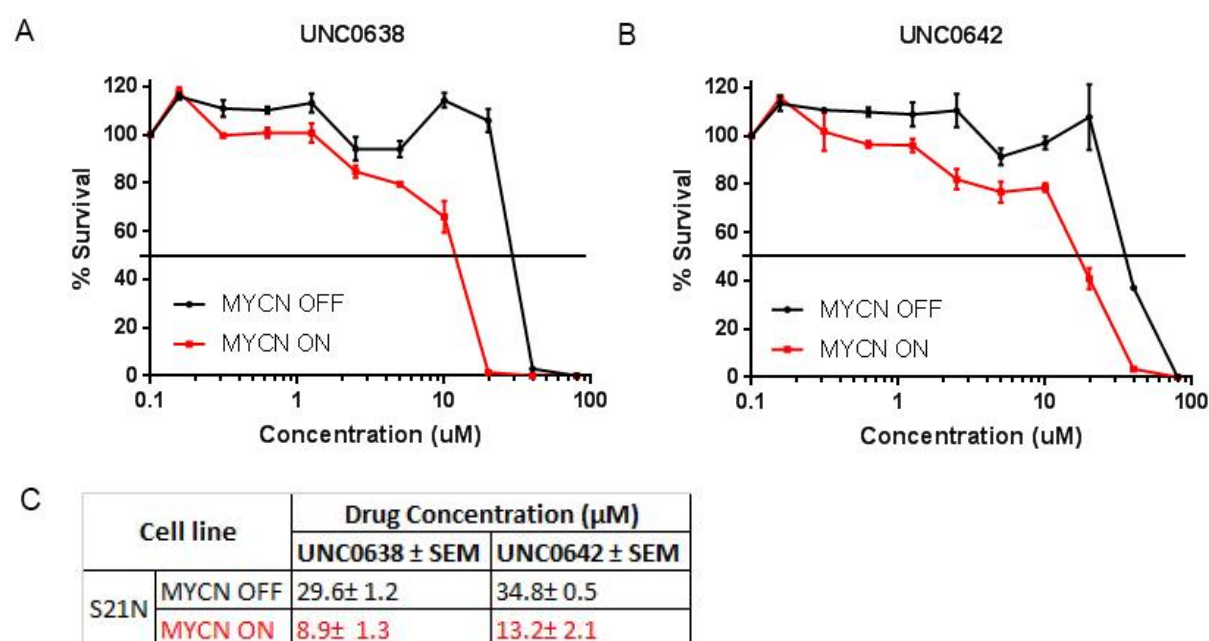 A
UNC0638
120
100
80
60
40
20
0
% Survival
MYCN OFF
MYCN ON
0.1
1
10
100
Concentration (uM)
B
UNC0642
120
100
80
60
40
20
0
% Survival
MYCN OFF
MYCN ON
0.1
1
10
100
Concentration (uM)
C
Cell line
Drug Concentration (µM)
UNC0638 ± SEM UNC0642 ± SEM
S21N
MYCN OFF 29.6± 1.2 34.8± 0.5
MYCN ON 8.9± 1.3 13.2± 2.1